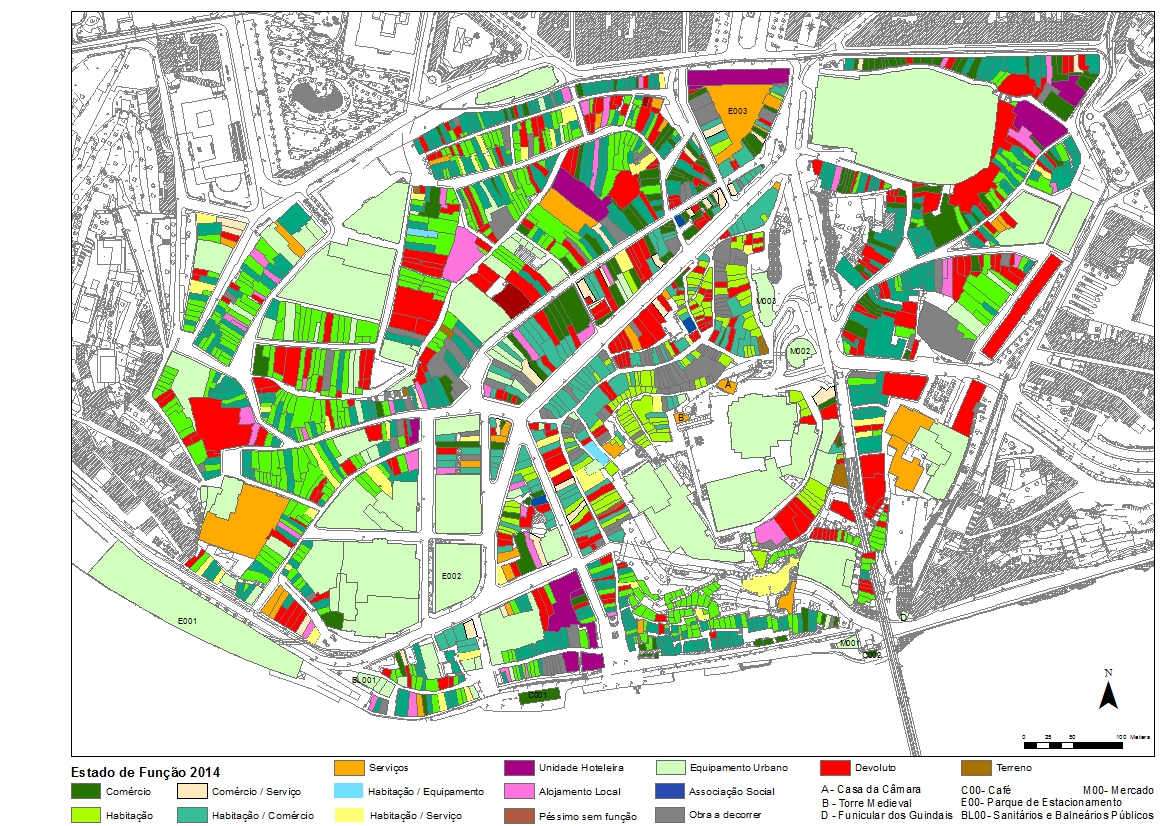 E003
M003
M002
A
B
E002
E001
D
M001
C002
BL001
C001
N
0 25 50 100 Meters
Estado de Função 2014
Serviços
Unidade Hoteleira
Equipamento Urbano
Devoluto
Terreno
Comércio
Comércio / Serviço
Habitação / Equipamento
Alojamento Local
Associação Social
A - Casa da Câmara
C00- Café
M00- Mercado
B - Torre Medieval
E00- Parque de Estacionamento
Habitação
Habitação / Comércio
Habitação / Serviço
Péssimo sem função
Obra a decorrer
D - Funicular dos Guindais
BL00- Sanitários e Balneários Públicos